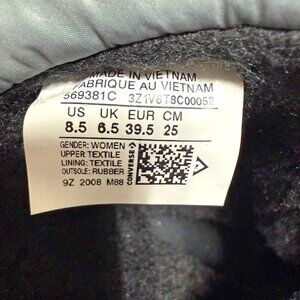 MADE IN VIETNAM
FABRIQUE AU VIETNAM
569381C 3Z1V6T8C00052
US UK EUR CM
8.5 6.5 39.5 25
GENDER: WOMEN
UPPER: TEXTILE
LINING: TEXTILE
OUTSOLE: RUBBER
9Z 2008 M88
CONVERSE